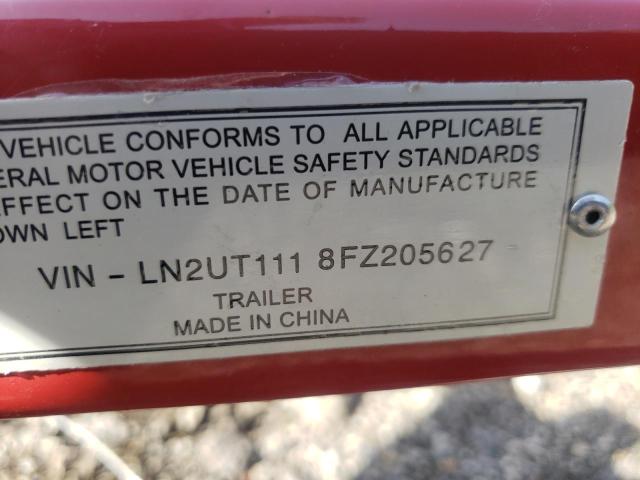 VEHICLE CONFORMS TO ALL APPLICABLE
ERAL MOTOR VEHICLE SAFETY STANDARDS
EFFECT ON THE DATE OF MANUFACTURE
OWN LEFT
VIN - LN2UT111 8FZ205627
TRAILER
MADE IN CHINA